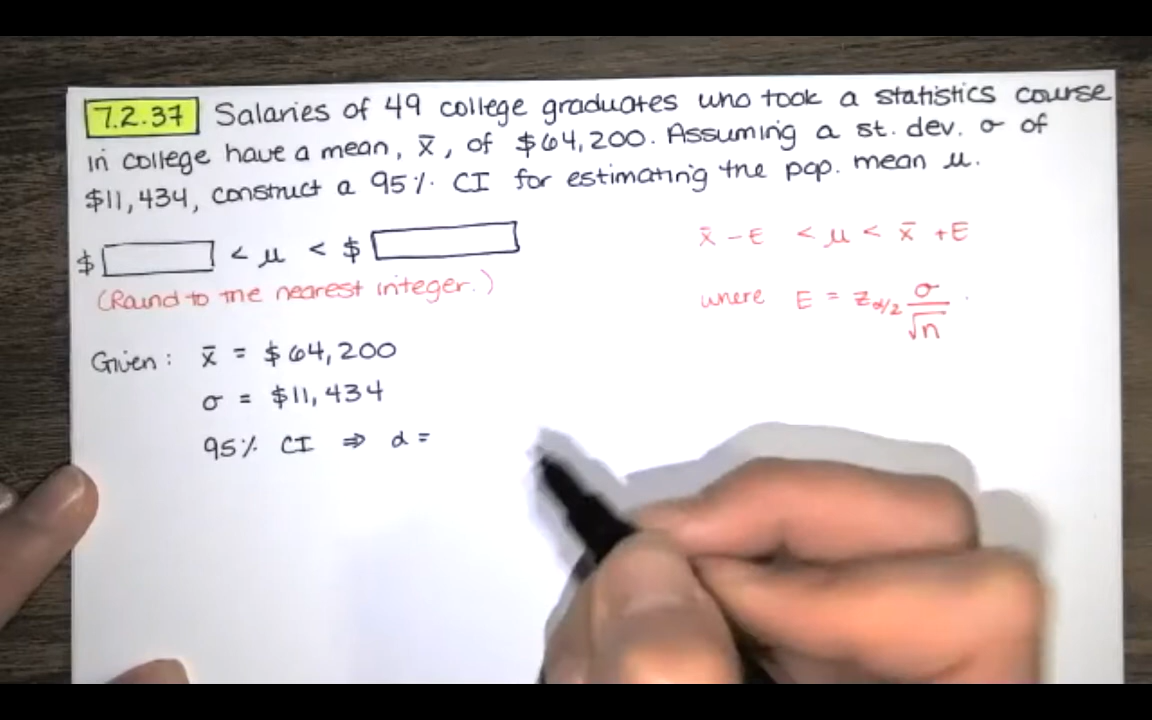 7.2.37 Salaries of 49 college graduates who took a statistics course
in college have a mean, x̄, of $64,200. Assuming a st. dev. σ of
$11,434, construct a 95% CI for estimating the pop. mean μ.
$ < μ < $
(Round to the nearest integer.)
x̄ - E < μ < x̄ + E
where E = z_α/2 σ/√n .
Given: x̄ = $64,200
σ = $11,434
95% CI ⇒ α =